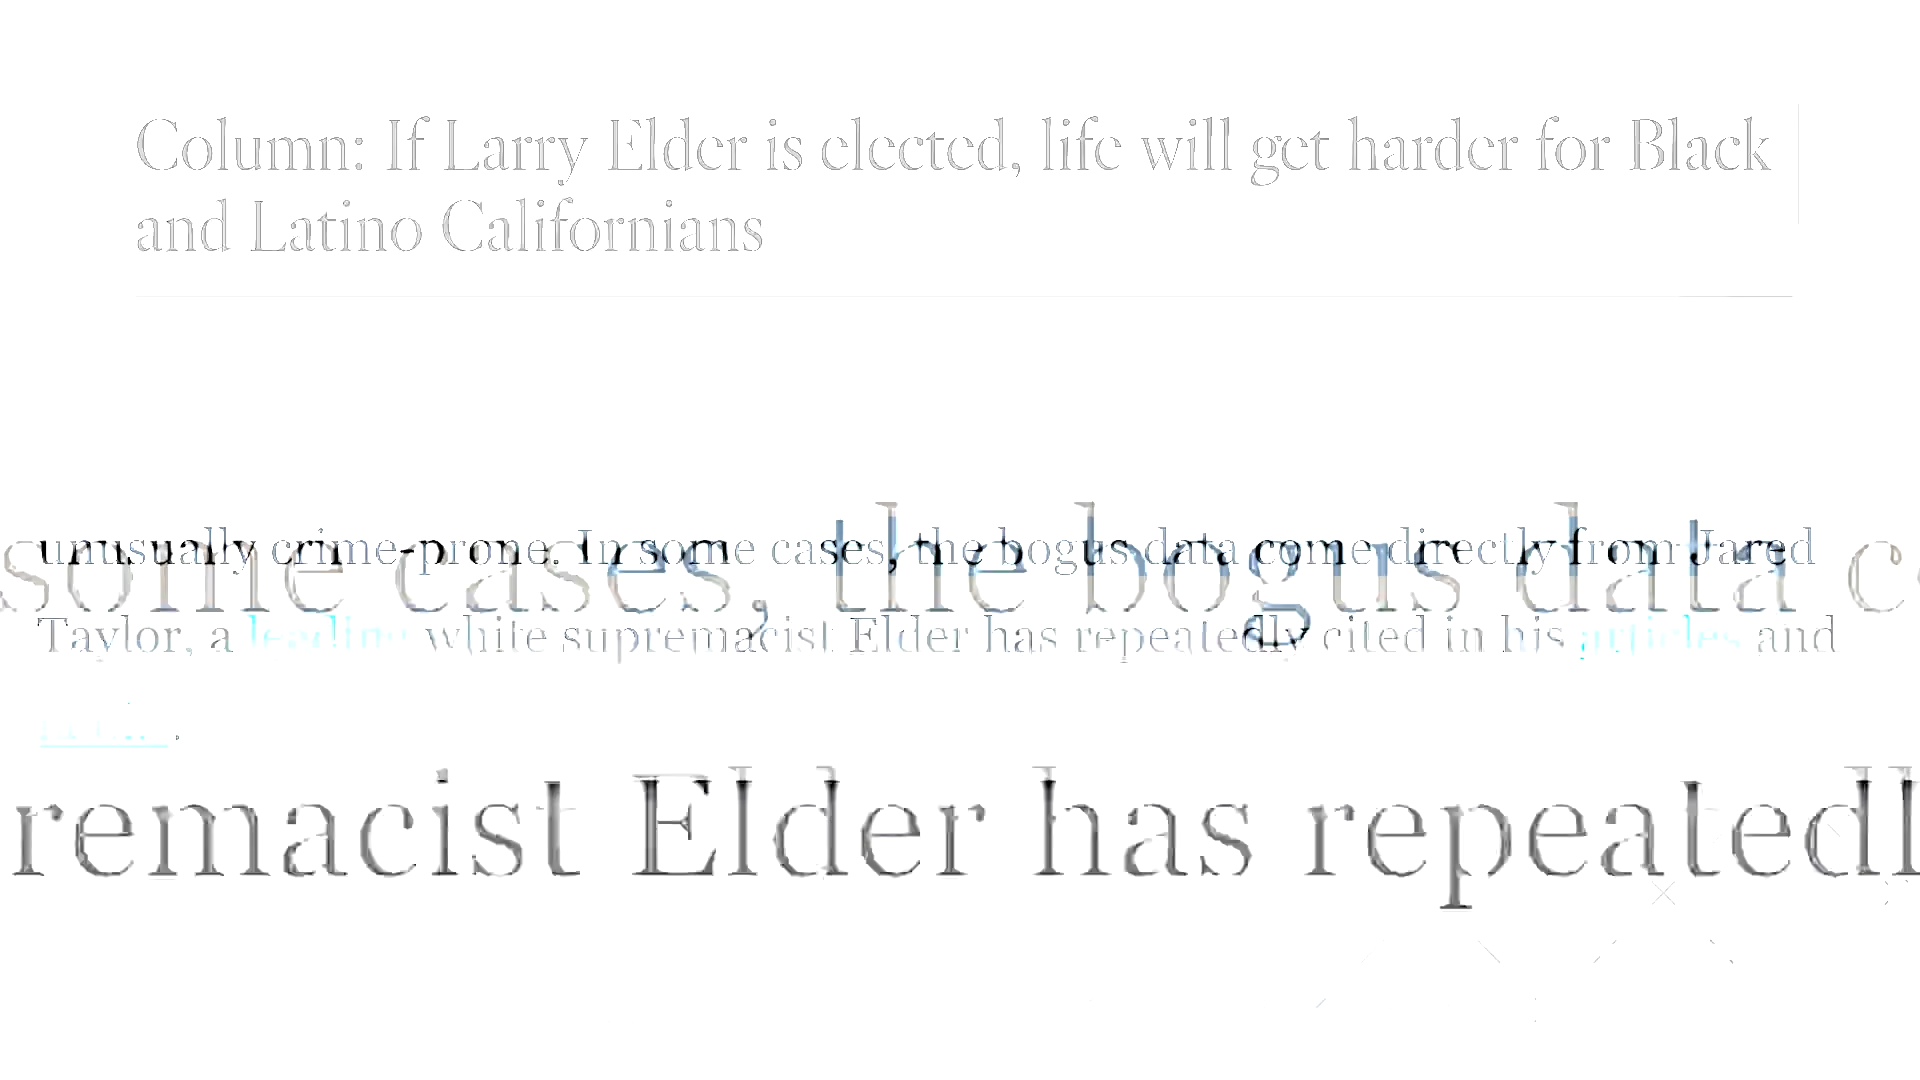 Column: If Larry Elder is elected, life will get harder for Black
and Latino Californians
unusually crime-prone. In some cases, the bogus data come directly from Jared
some cases, the bogus data c
Taylor, a leading white supremacist Elder has repeatedly cited in his articles and
remacist Elder has repeatedl